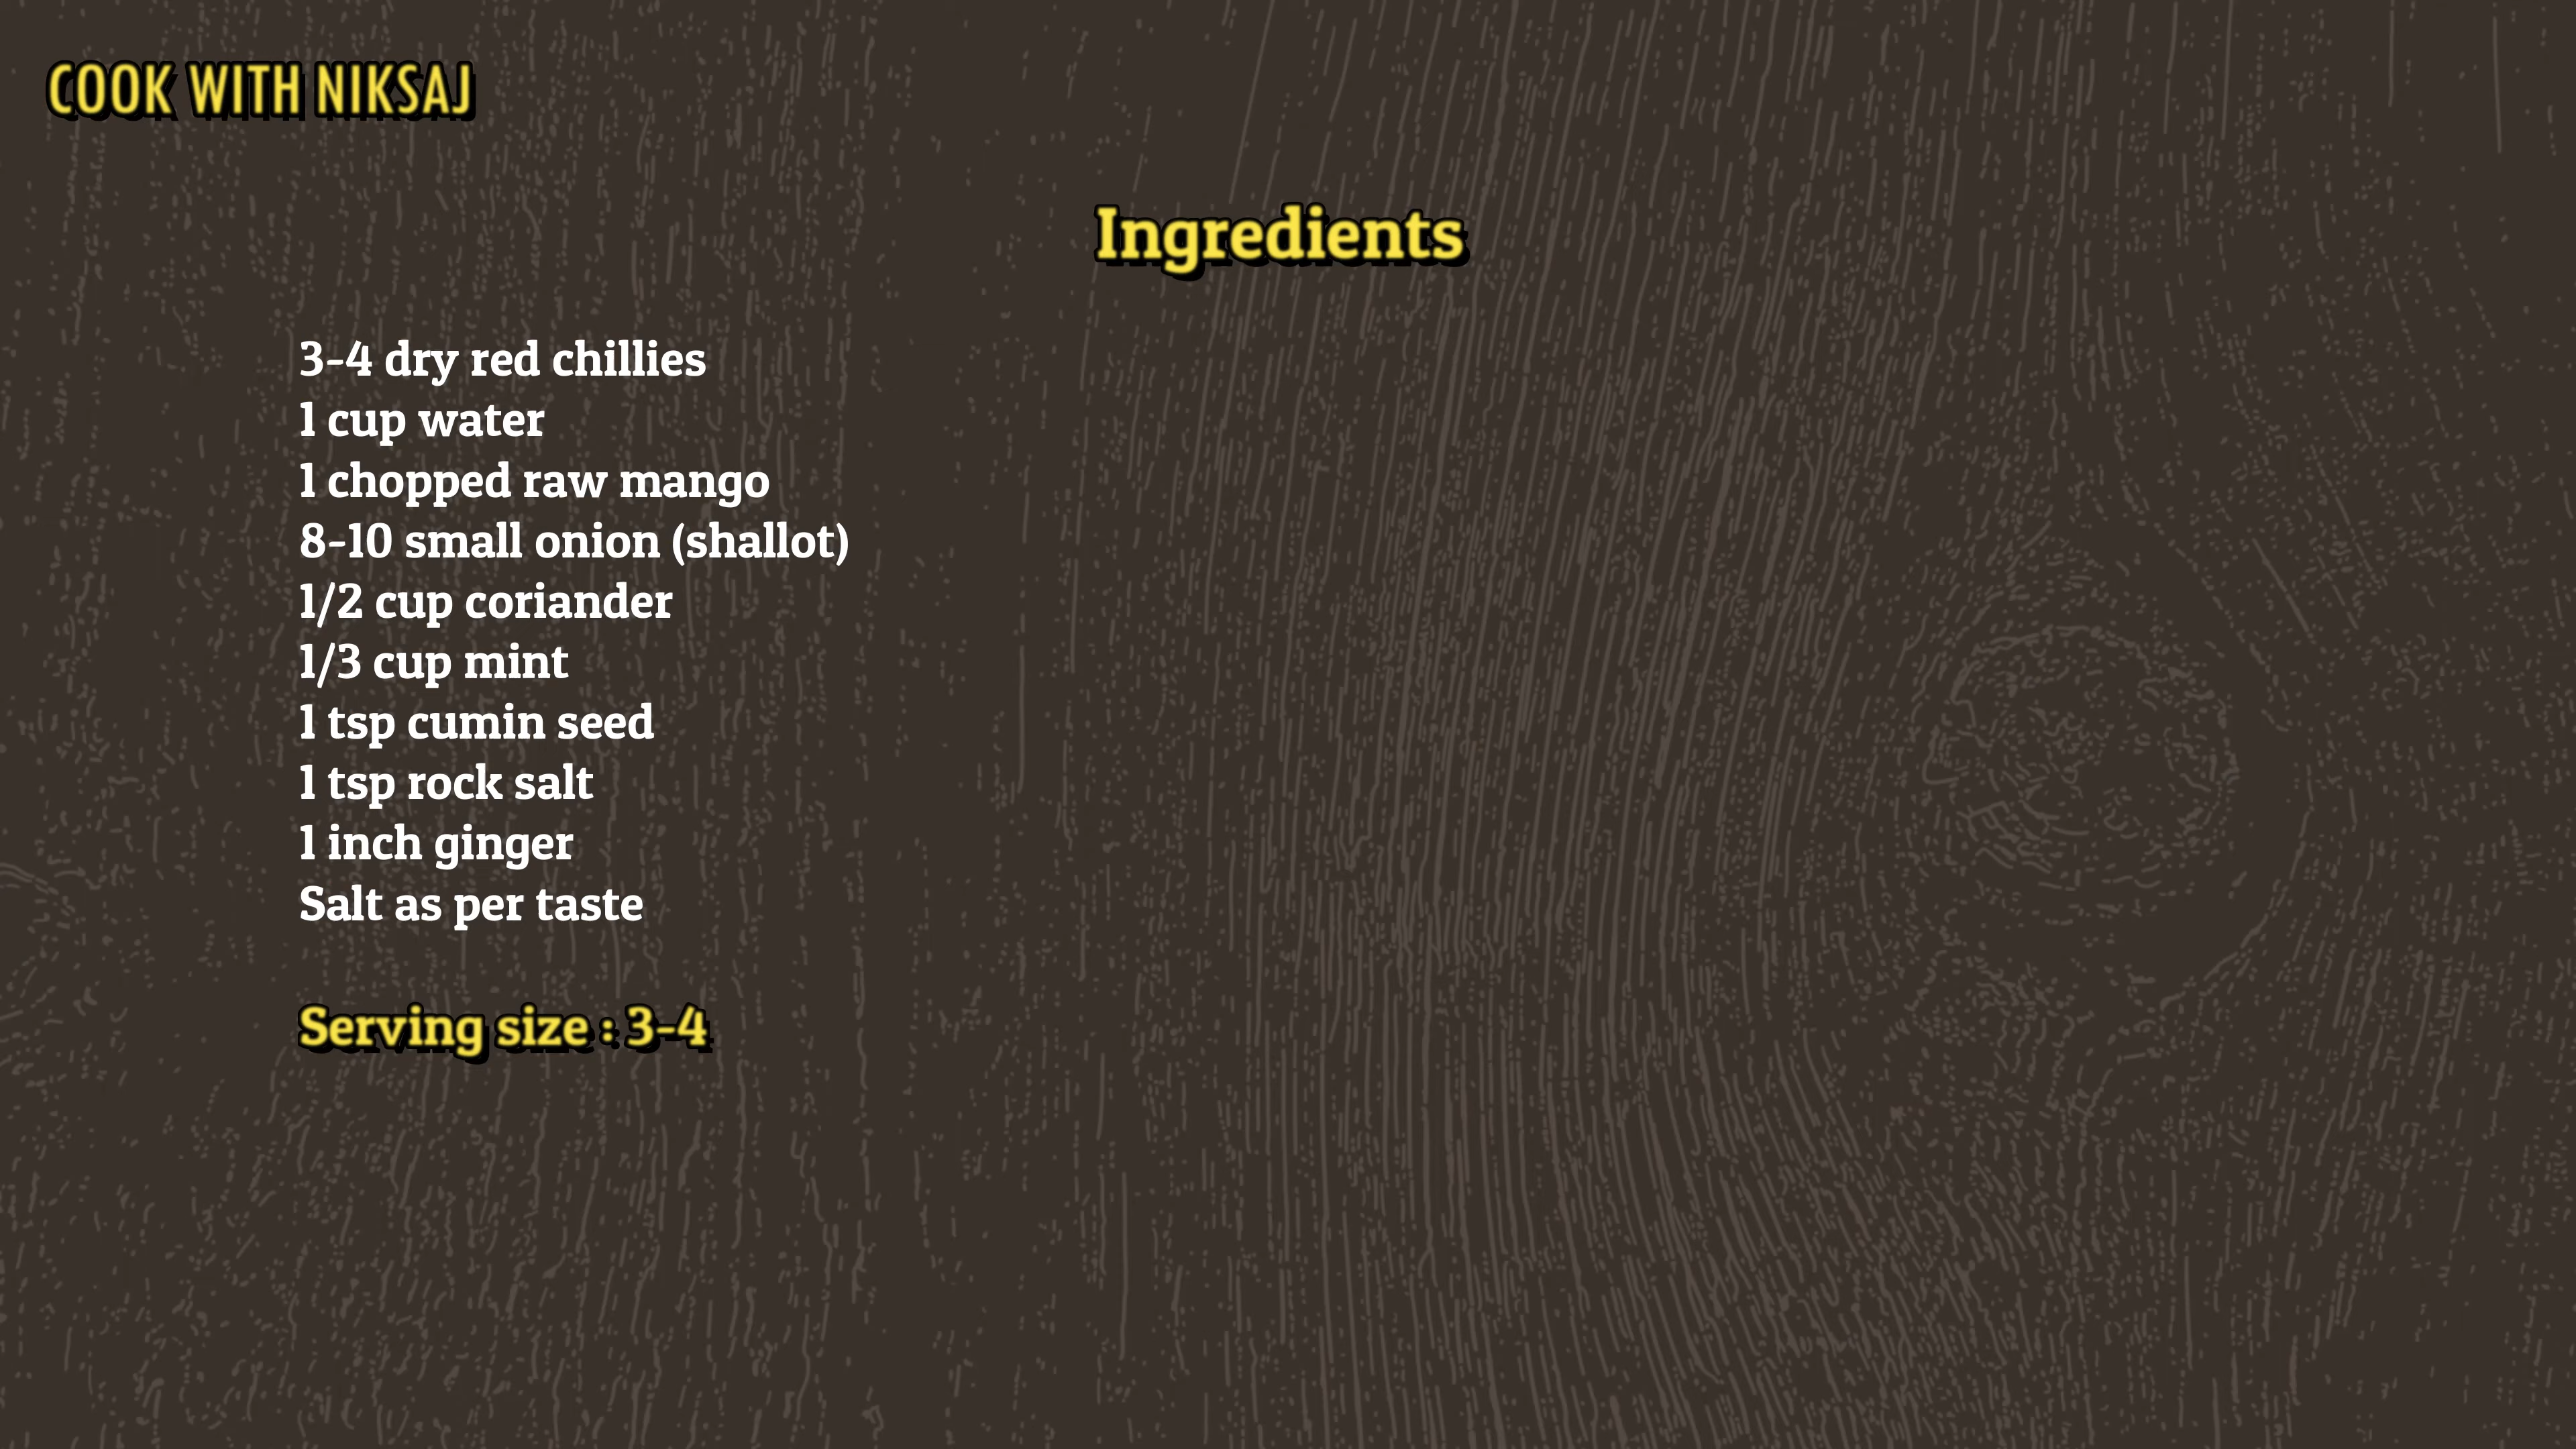 COOK WITH NIKSAJ
Ingredients
3-4 dry red chillies
1 cup water
1 chopped raw mango
8-10 small onion (shallot)
1/2 cup coriander
1/3 cup mint
1 tsp cumin seed
1 tsp rock salt
1 inch ginger
Salt as per taste
Serving size : 3-4